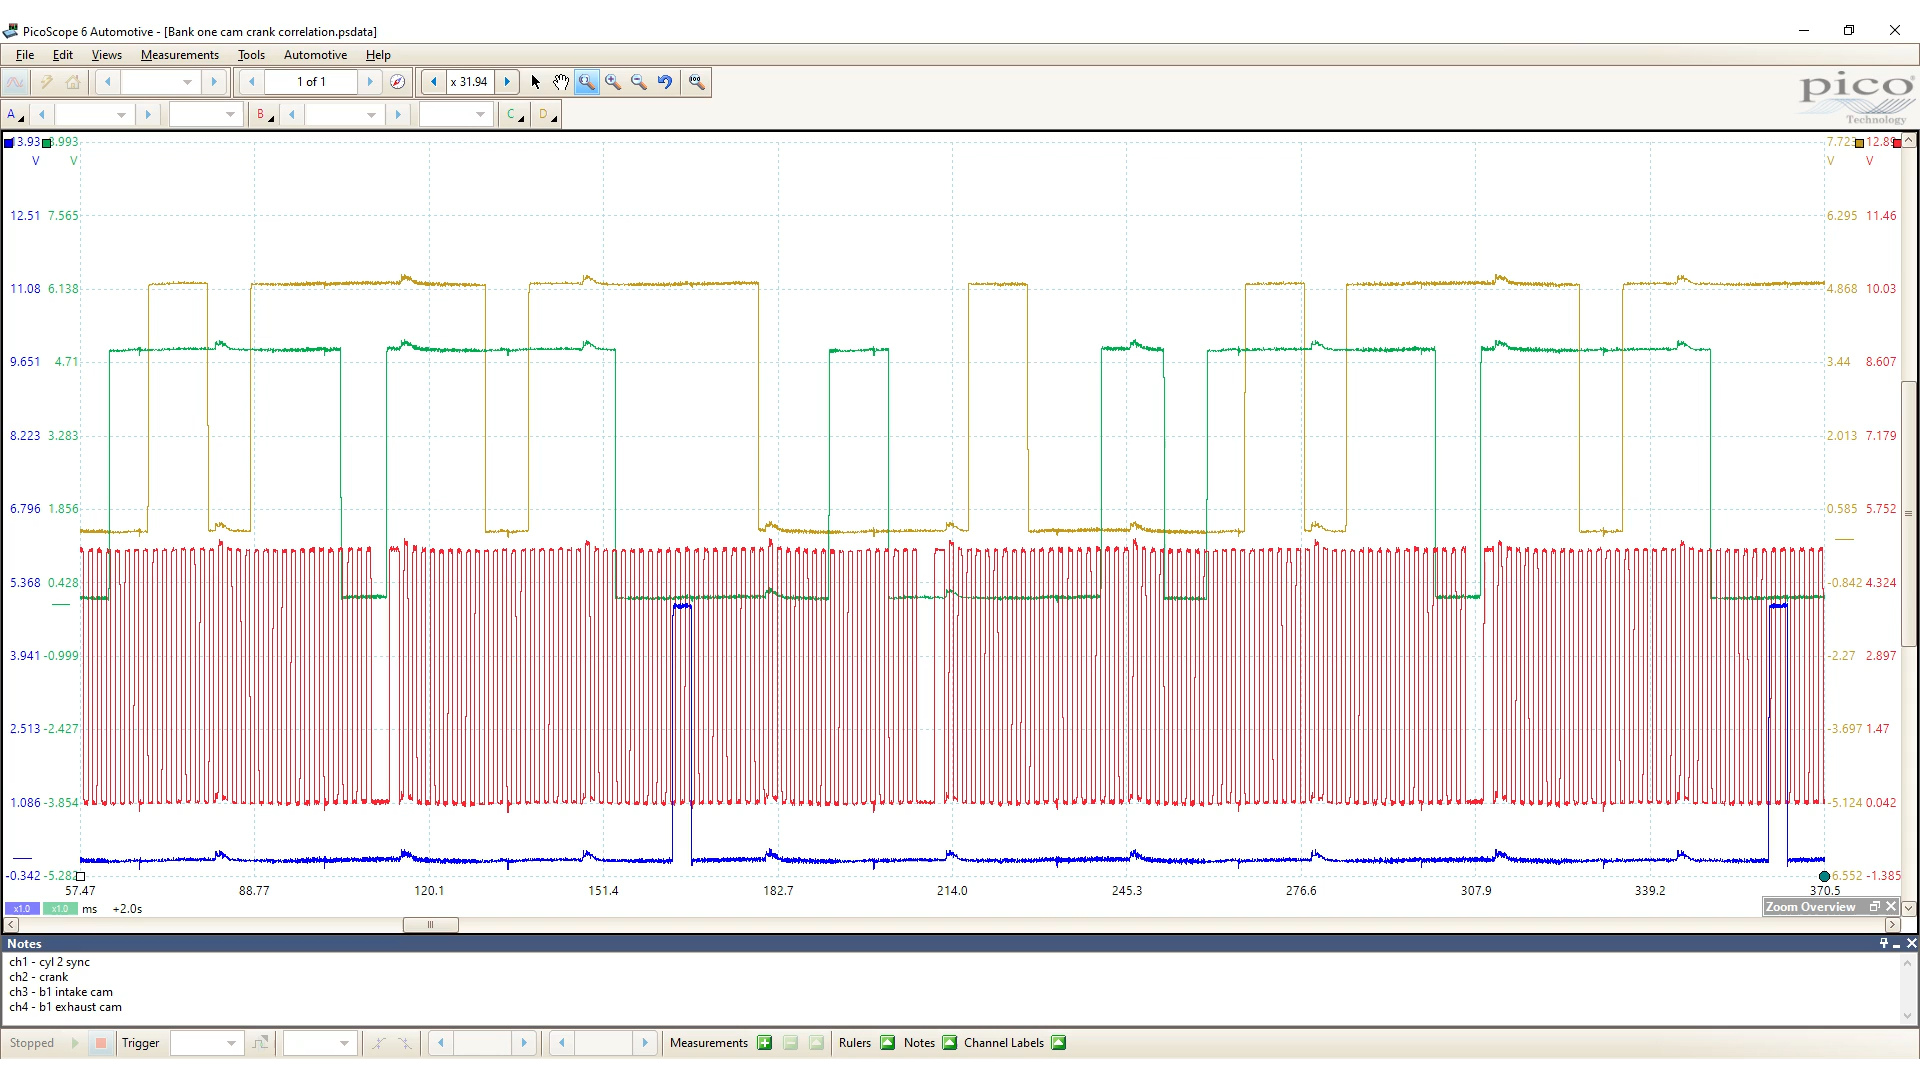 PicoScope 6 Automotive - [Bank one cam crank correlation.psdata]
File Edit Views Measurements Tools Automotive Help
1 of 1 x 31.94
A B C D
pico
Technology
13.93 8.993 7.723 12.89
V V V V
12.51 7.565 6.295 11.46
11.08 6.138 4.868 10.03
9.651 4.71 3.44 8.607
8.223 3.283 2.013 7.179
6.796 1.856 0.585 5.752
5.368 0.428 -0.842 4.324
3.941 -0.999 -2.27 2.897
2.513 -2.427 -3.697 1.47
1.086 -3.854 -5.124 0.042
-0.342 -5.282 6.552 -1.385
57.47 88.77 120.1 151.4 182.7 214.0 245.3 276.6 307.9 339.2 370.5
x1.0 x1.0 ms +2.0s
Zoom Overview
Notes
ch1 - cyl 2 sync
ch2 - crank
ch3 - b1 intake cam
ch4 - b1 exhaust cam
Stopped Trigger Measurements Rulers Notes Channel Labels